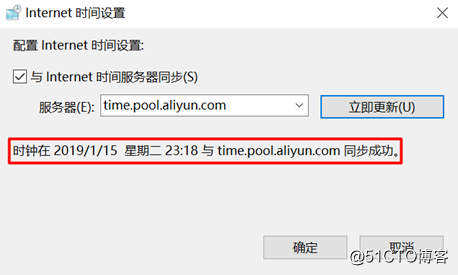 Internet 时间设置
配置 Internet 时间设置:
与 Internet 时间服务器同步(S)
服务器(E): time.pool.aliyun.com 立即更新(U)
时钟在 2019/1/15 星期二 23:18 与 time.pool.aliyun.com 同步成功。
确定 取消
@51CTO博客